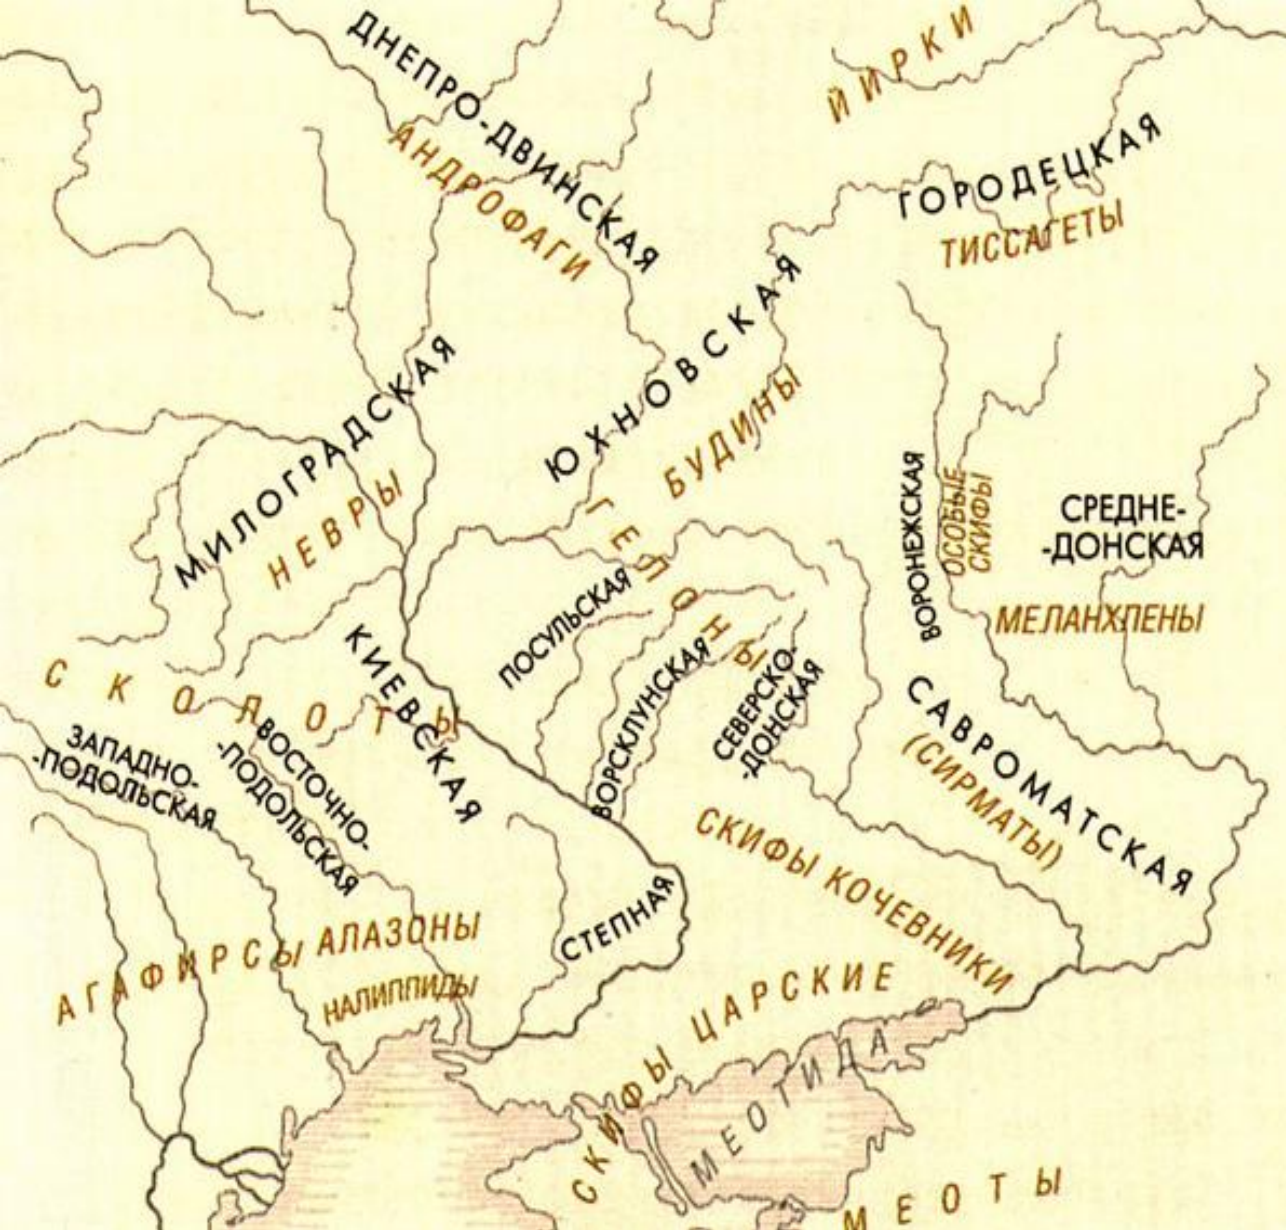 ДНЕПРО-ДВИНСКАЯ
АНДРОФАГИ
ЙИРКИ
ГОРОДЕЦКАЯ
ТИССАГЕТЫ
МИЛОГРАДСКАЯ
НЕВРЫ
ЮХНОВСКАЯ
БУДИНЫ
ГЕЛОНЫ
ВОРОНЕЖСКАЯ
ОСОБЫЕ
СКИФЫ
СРЕДНЕ-
-ДОНСКАЯ
МЕЛАНХЛЕНЫ
ПОСУЛЬСКАЯ
КИЕВСКАЯ
СКОЛОТЫ
ВОРСКЛУНСКАЯ
СЕВЕРСКО-
-ДОНСКАЯ
САВРОМАТСКАЯ
(СИРМАТЫ)
ЗАПАДНО-
-ПОДОЛЬСКАЯ
ВОСТОЧНО-
-ПОДОЛЬСКАЯ
СКИФЫ КОЧЕВНИКИ
СТЕПНАЯ
АГАФИРСЫ
АЛАЗОНЫ
НАЛИППИДЫ
СКИФЫ ЦАРСКИЕ
МЕОТИДА
МЕОТЫ